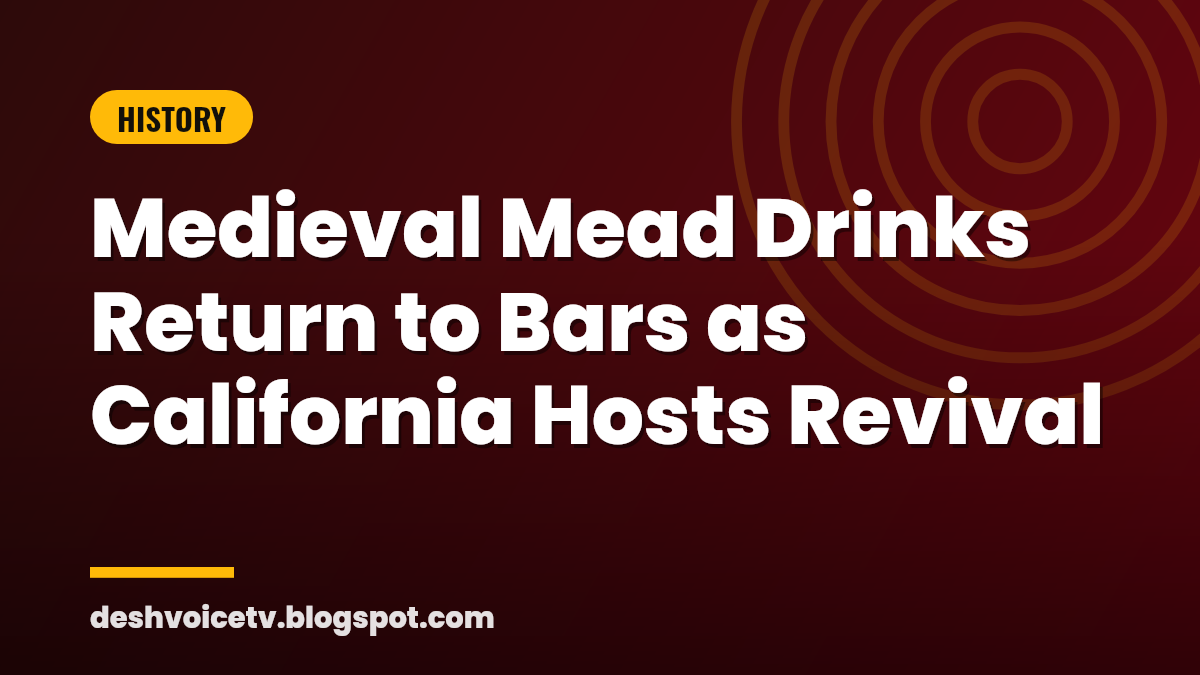 HISTORY
Medieval Mead Drinks
Return to Bars as
California Hosts Revival
deshvoicetv.blogspot.com